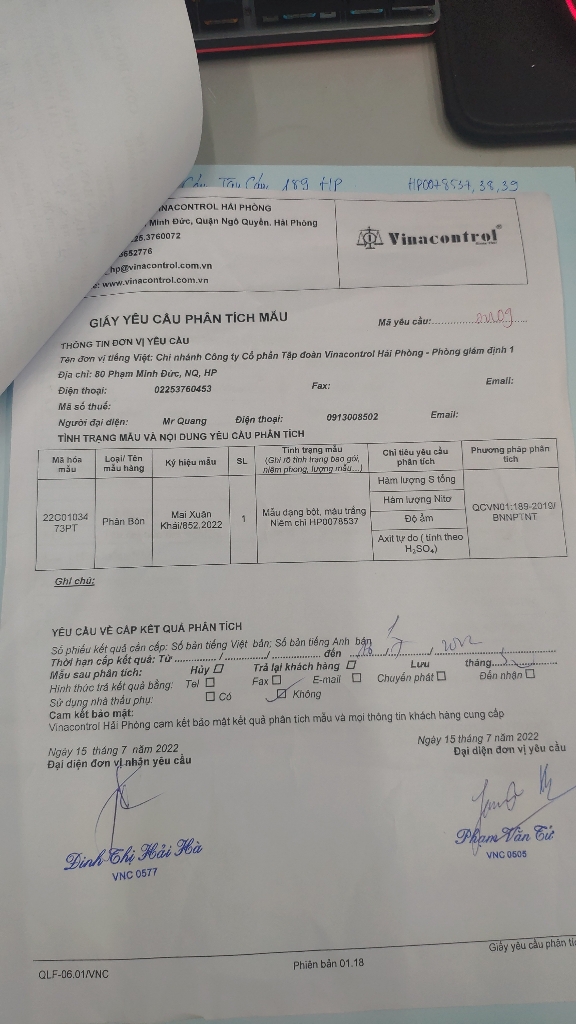 Tân Cảng 189 HP HP0078537, 38, 39
VINACONTROL HẢI PHÒNG
Minh Đức, Quận Ngô Quyền. Hải Phòng
25.3760072
3652776
hp@vinacontrol.com.vn
www.vinacontrol.com.vn
Vinacontrol
GIẤY YÊU CẦU PHÂN TÍCH MẪU
Mã yêu cầu:
THÔNG TIN ĐƠN VỊ YÊU CẦU
Tên đơn vị tiếng Việt: Chi nhánh Công ty Cổ phần Tập đoàn Vinacontrol Hải Phòng - Phòng giám định 1
Địa chỉ: 80 Phạm Minh Đức, NQ, HP
Điện thoại: 02253760453 Fax: Email:
Mã số thuế:
Người đại diện: Mr Quang Điện thoại: 0913008502 Email:
TÌNH TRẠNG MẪU VÀ NỘI DUNG YÊU CẦU PHÂN TÍCH
Mã hóa mẫu
Loại/ Tên mẫu hàng
Ký hiệu mẫu
SL
Tình trạng mẫu
(Ghi rõ tình trạng bao gói, niêm phong, lượng mẫu....)
Chỉ tiêu yêu cầu phân tích
Phương pháp phân tích
22C01034
73PT
Phân Bón
Mai Xuân
Khải/852.2022
1
Mẫu dạng bột, màu trắng
Niêm chì HP0078537
Hàm lượng S tổng
Hàm lượng Nitơ
Độ ẩm
Axit tự do ( tính theo H₂SO₄)
QCVN01:189-2019/
BNNPTNT
Ghi chú:
YÊU CẦU VỀ CẤP KẾT QUẢ PHÂN TÍCH
Số phiếu kết quả cần cấp: Số bản tiếng Việt bản; Số bản tiếng Anh bản
Thời hạn cấp kết quả: Từ ............/............/............ đến ..../ 7 / 2022
Mẫu sau phân tích: Hủy ☐ Trả lại khách hàng ☐ Lưu tháng
Hình thức trả kết quả bằng: Tel ☐ Fax ☐ E-mail ☐ Chuyển phát ☐ Đến nhận ☐
Sử dụng nhà thầu phụ: ☐ Có ☑ Không
Cam kết bảo mật:
Vinacontrol Hải Phòng cam kết bảo mật kết quả phân tích mẫu và mọi thông tin khách hàng cung cấp
Ngày 15 tháng 7 năm 2022
Đại diện đơn vị nhận yêu cầu
Ngày 15 tháng 7 năm 2022
Đại diện đơn vị yêu cầu
Đinh Thị Hải Hà
VNC 0577
Phạm Văn Tứ
VNC 0505
QLF-06.01/VNC
Phiên bản 01.18
Giấy yêu cầu phân tíc